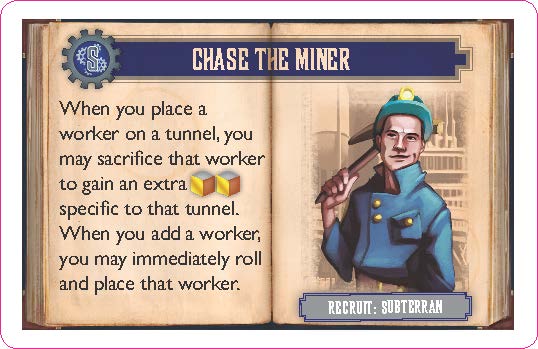 S
CHASE THE MINER
When you place a
worker on a tunnel, you
may sacrifice that worker
to gain an extra
specific to that tunnel.
When you add a worker,
you may immediately roll
and place that worker.
RECRUIT: SUBTERRAN